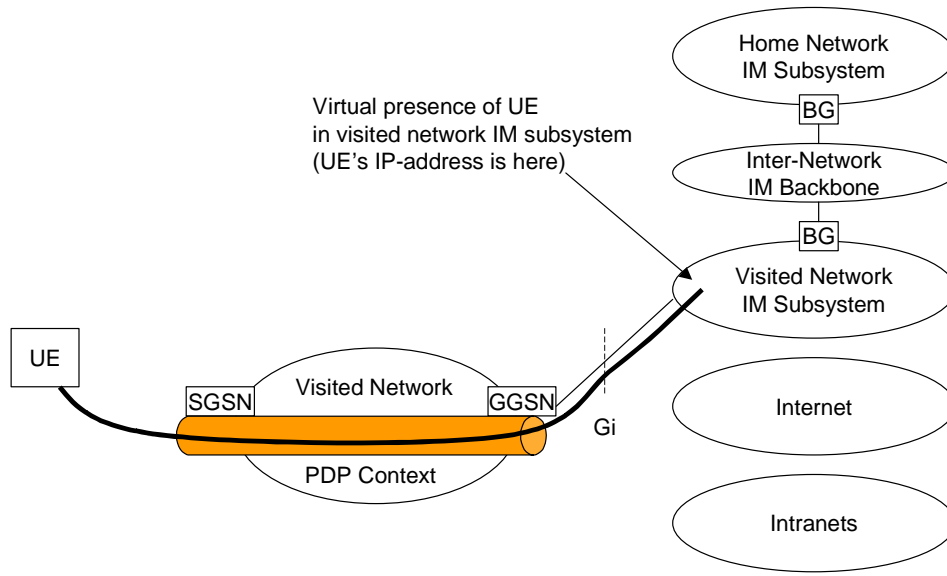 Home Network
IM Subsystem
BG
Virtual presence of UE
in visited network IM subsystem
(UE's IP-address is here)
Inter-Network
IM Backbone
BG
Visited Network
IM Subsystem
UE
Visited Network
SGSN
GGSN
Gi
PDP Context
Internet
Intranets